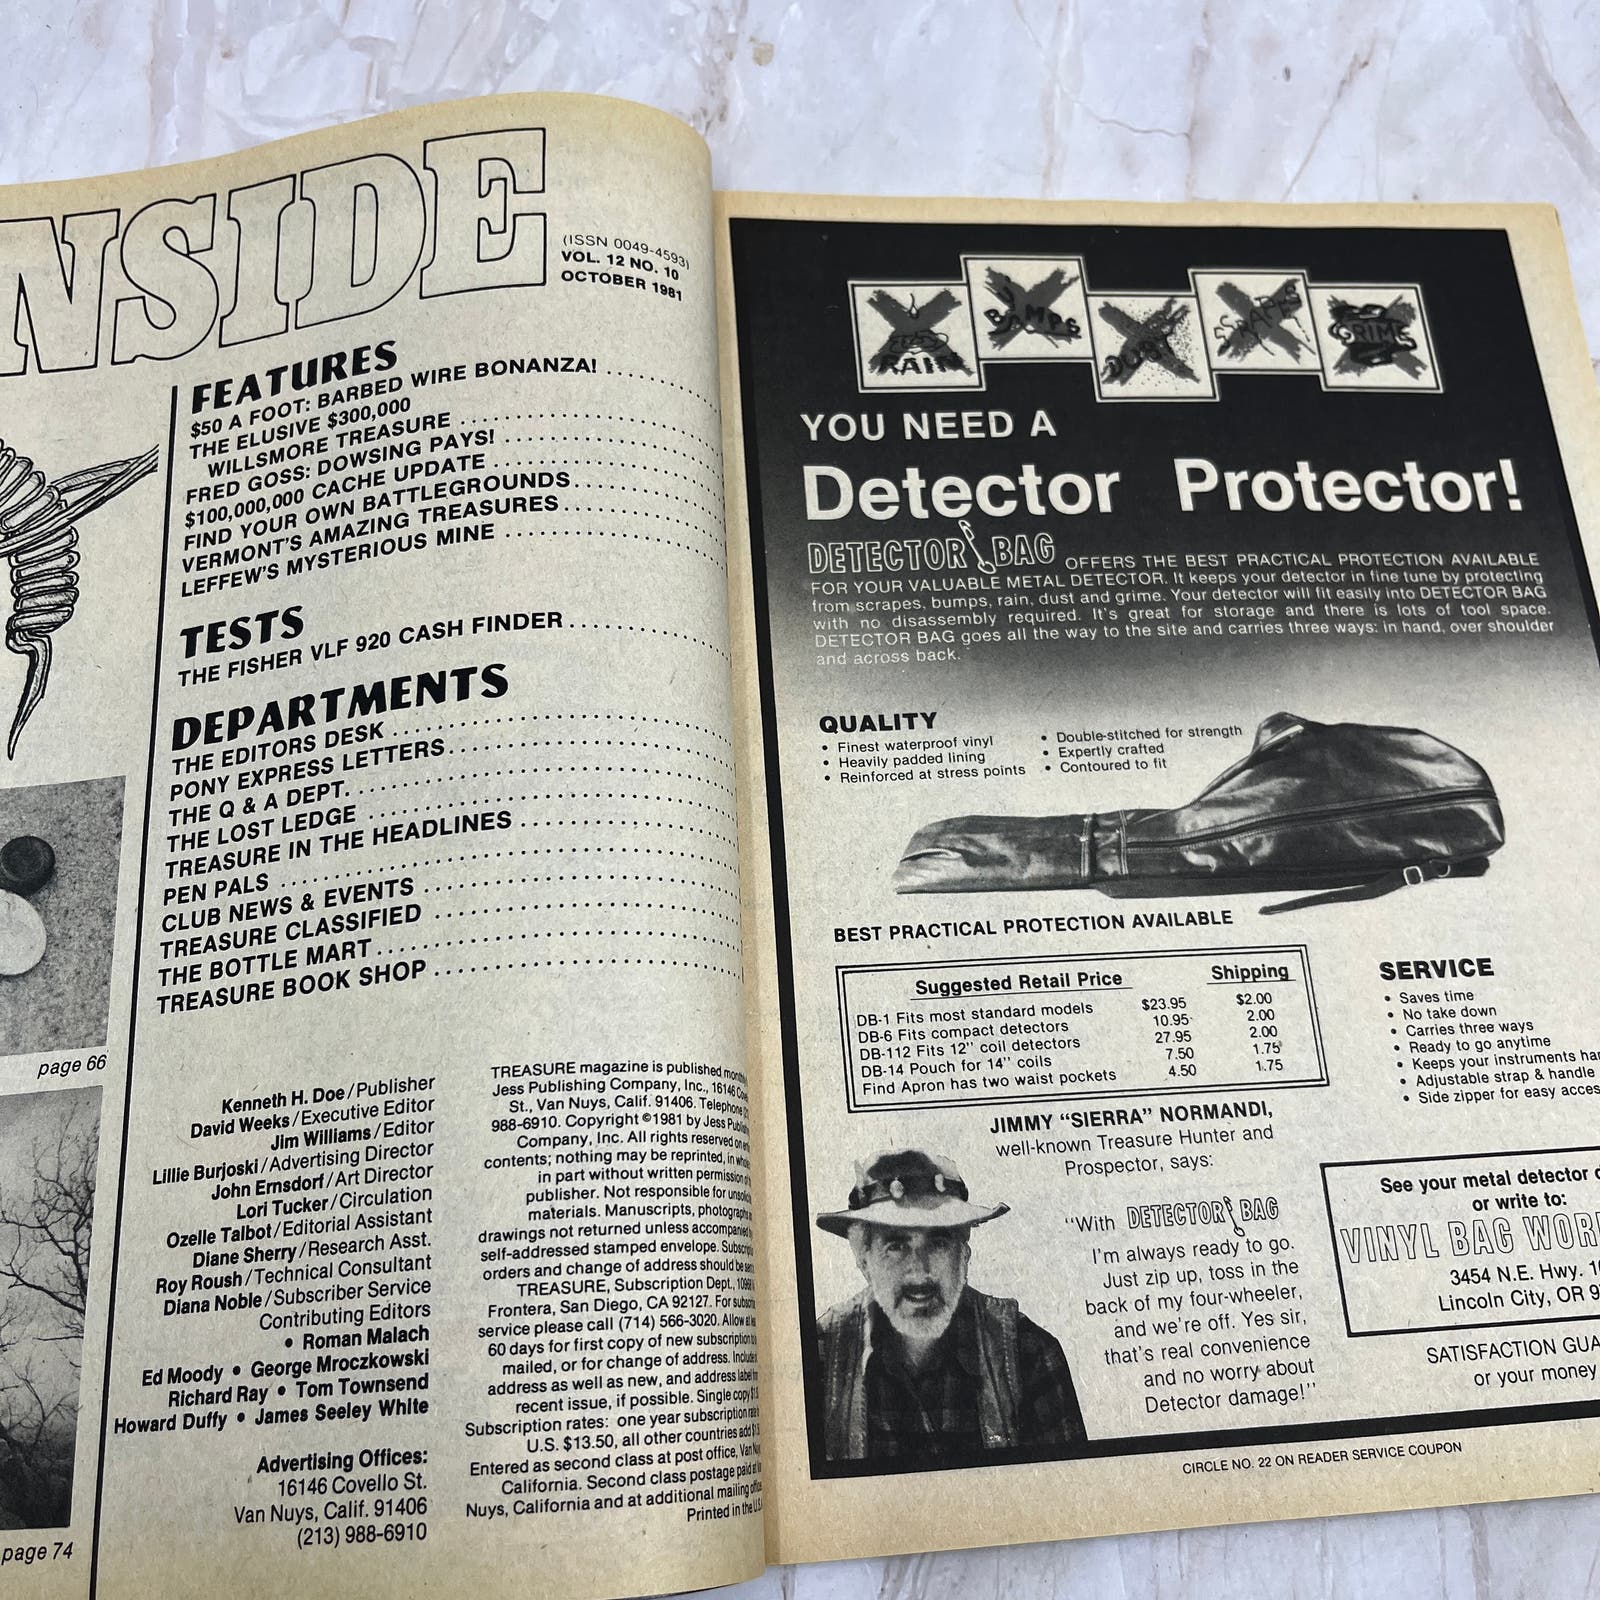 INSIDE
(ISSN 0049-4593)
VOL. 12 NO. 10
OCTOBER 1981
FEATURES
$50 A FOOT: BARBED WIRE BONANZA!
THE ELUSIVE $300,000
WILLSMORE TREASURE
FRED GOSS: DOWSING PAYS!
$100,000,000 CACHE UPDATE
FIND YOUR OWN BATTLEGROUNDS
VERMONT'S AMAZING TREASURES
LEFFEW'S MYSTERIOUS MINE
TESTS
THE FISHER VLF 920 CASH FINDER
DEPARTMENTS
THE EDITORS DESK
PONY EXPRESS LETTERS
THE Q & A DEPT.
THE LOST LEDGE
TREASURE IN THE HEADLINES
PEN PALS
CLUB NEWS & EVENTS
TREASURE CLASSIFIED
THE BOTTLE MART
TREASURE BOOK SHOP
page 66
page 74
Kenneth H. Doe/Publisher
David Weeks/Executive Editor
Jim Williams/Editor
Lillie Burjoski/Advertising Director
John Ernsdorf/Art Director
Lori Tucker/Circulation
Ozelle Talbot/Editorial Assistant
Diane Sherry/Research Asst.
Roy Roush/Technical Consultant
Diana Noble/Subscriber Service
Contributing Editors
• Roman Malach
Ed Moody • George Mroczkowski
Richard Ray • Tom Townsend
Howard Duffy • James Seeley White
Advertising Offices:
16146 Covello St.
Van Nuys, Calif. 91406
(213) 988-6910
TREASURE magazine is published
Jess Publishing Company, Inc., 16146
St., Van Nuys, Calif. 91406. Telephone
988-6910. Copyright ©1981 by Jess
Company, Inc. All rights reserved on
contents; nothing may be reprinted, in
in part without written permission
publisher. Not responsible for
materials. Manuscripts,
drawings not returned unless
self-addressed stamped envelope.
orders and change of address should be
TREASURE, Subscription Dept.,
Frontera, San Diego, CA 92127. For
service please call (714) 566-3020. Allow
60 days for first copy of new subscription
mailed, or for change of address. Include
address as well as new, and address label
recent issue, if possible. Single copy
Subscription rates: one year subscription
U.S. $13.50, all other countries add
Entered as second class at post office, Van
California. Second class postage paid at
Nuys, California and at additional mailing
Printed in the
RAIN
BUMPS
DUST
SCRAPES
GRIME
YOU NEED A
Detector Protector!
DETECTOR BAG OFFERS THE BEST PRACTICAL PROTECTION AVAILABLE
FOR YOUR VALUABLE METAL DETECTOR. It keeps your detector in fine tune by protecting
from scrapes, bumps, rain, dust and grime. Your detector will fit easily into DETECTOR BAG
with no disassembly required. It's great for storage and there is lots of tool space.
DETECTOR BAG goes all the way to the site and carries three ways: in hand, over shoulder
and across back.
QUALITY
• Finest waterproof vinyl
• Heavily padded lining
• Reinforced at stress points
• Double-stitched for strength
• Expertly crafted
• Contoured to fit
BEST PRACTICAL PROTECTION AVAILABLE
Suggested Retail Price Shipping
DB-1 Fits most standard models $23.95 $2.00
DB-6 Fits compact detectors 10.95 2.00
DB-112 Fits 12" coil detectors 27.95 2.00
DB-14 Pouch for 14" coils 7.50 1.75
Find Apron has two waist pockets 4.50 1.75
SERVICE
• Saves time
• No take down
• Carries three ways
• Ready to go anytime
• Keeps your instruments
• Adjustable strap & handle
• Side zipper for easy
JIMMY "SIERRA" NORMANDI,
well-known Treasure Hunter and
Prospector, says:
"With DETECTOR BAG
I'm always ready to go.
Just zip up, toss in the
back of my four-wheeler,
and we're off. Yes sir,
that's real convenience
and no worry about
Detector damage!"
See your metal detector
or write to:
VINYL BAG
3454 N.E. Hwy.
Lincoln City, OR
SATISFACTION
or your money
CIRCLE NO. 22 ON READER SERVICE COUPON